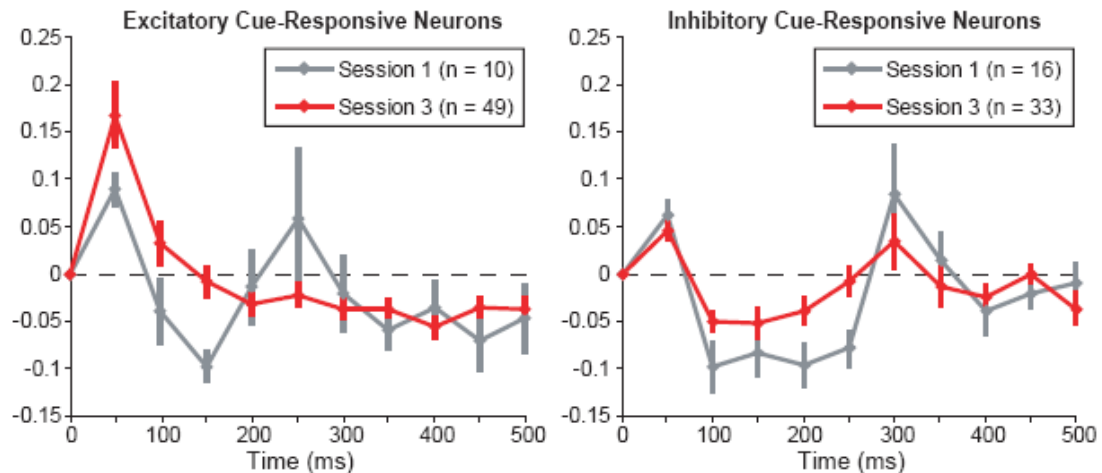 Excitatory Cue-Responsive Neurons
0.25
0.2
0.15
0.1
0.05
0
-0.05
-0.1
-0.15
Session 1 (n = 10)
Session 3 (n = 49)
0 100 200 300 400 500
Time (ms)
Inhibitory Cue-Responsive Neurons
0.25
0.2
0.15
0.1
0.05
0
-0.05
-0.1
-0.15
Session 1 (n = 16)
Session 3 (n = 33)
0 100 200 300 400 500
Time (ms)